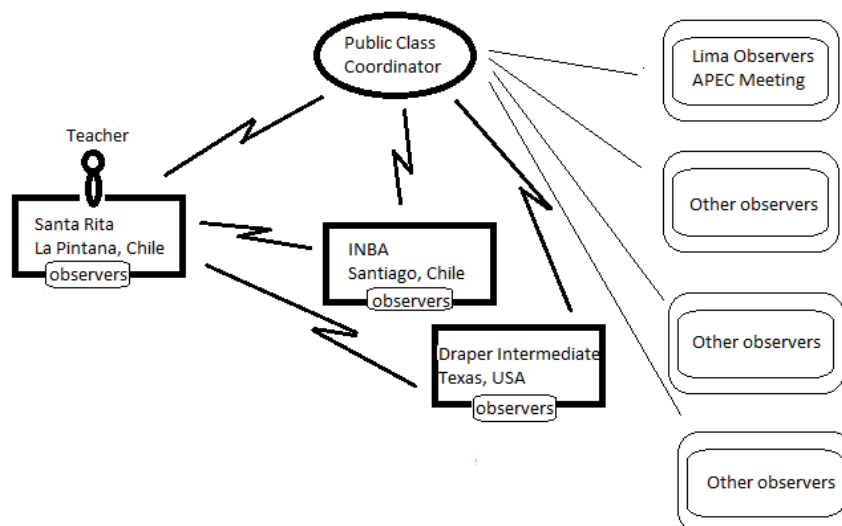 Public Class
Coordinator
Lima Observers
APEC Meeting
Teacher
Other observers
Santa Rita
La Pintana, Chile
observers
INBA
Santiago, Chile
observers
Other observers
Draper Intermediate
Texas, USA
observers
Other observers